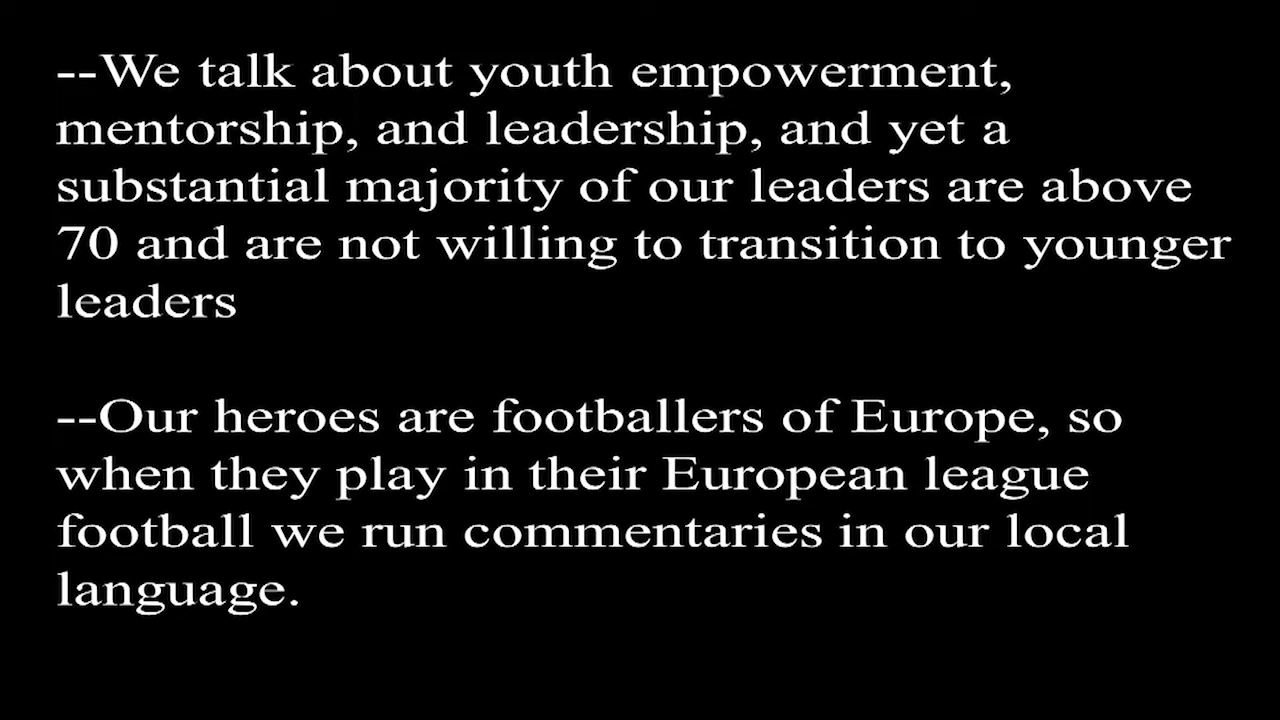 --We talk about youth empowerment,
mentorship, and leadership, and yet a
substantial majority of our leaders are above
70 and are not willing to transition to younger
leaders
--Our heroes are footballers of Europe, so
when they play in their European league
football we run commentaries in our local
language.